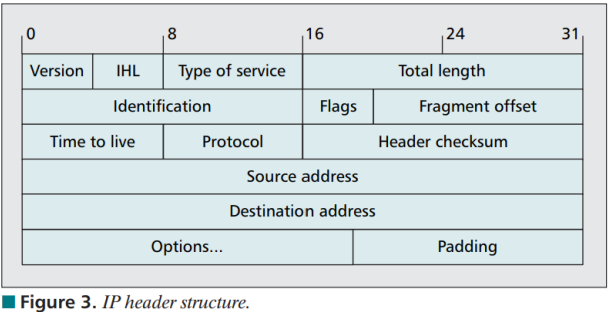 0 8 16 24 31
Version IHL Type of service Total length
Identification Flags Fragment offset
Time to live Protocol Header checksum
Source address
Destination address
Options... Padding
Figure 3. IP header structure.